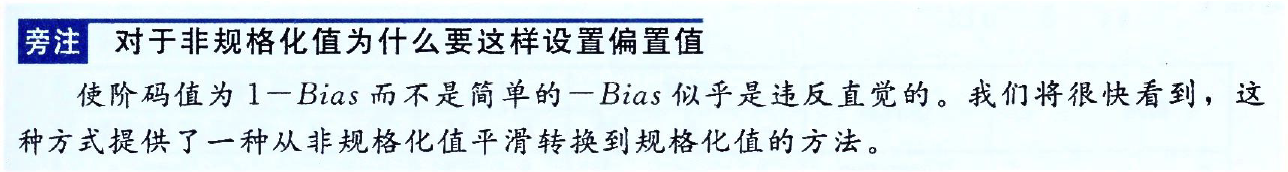 旁注 对于非规格化值为什么要这样设置偏置值
使阶码值为 1－Bias 而不是简单的－Bias 似乎是违反直觉的。我们将很快看到，这
种方式提供了一种从非规格化值平滑转换到规格化值的方法。